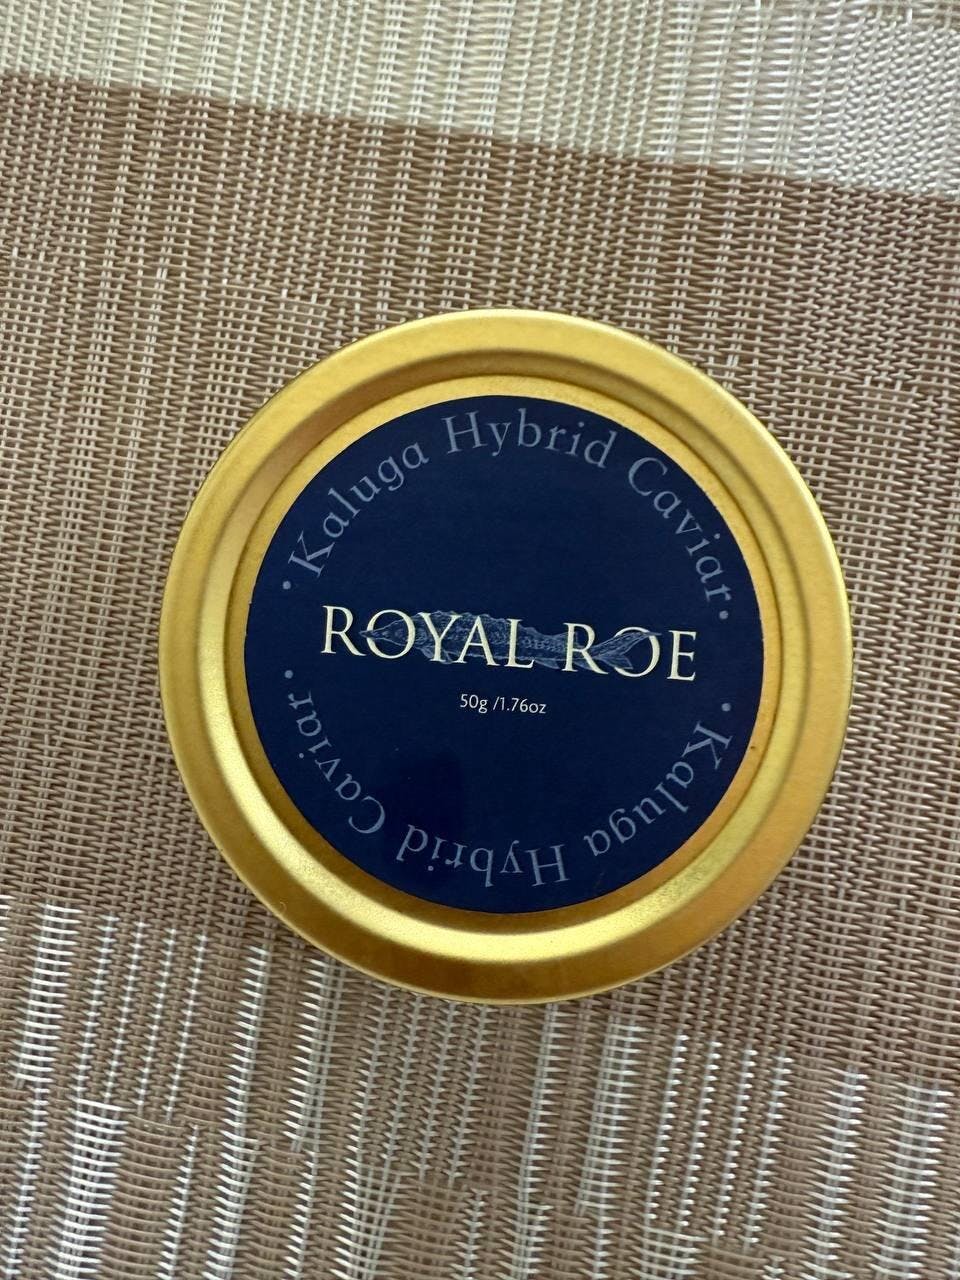 • Kaluga Hybrid Caviar •
ROYAL ROE
50g /1.76oz
• Kaluga Hybrid Caviar •